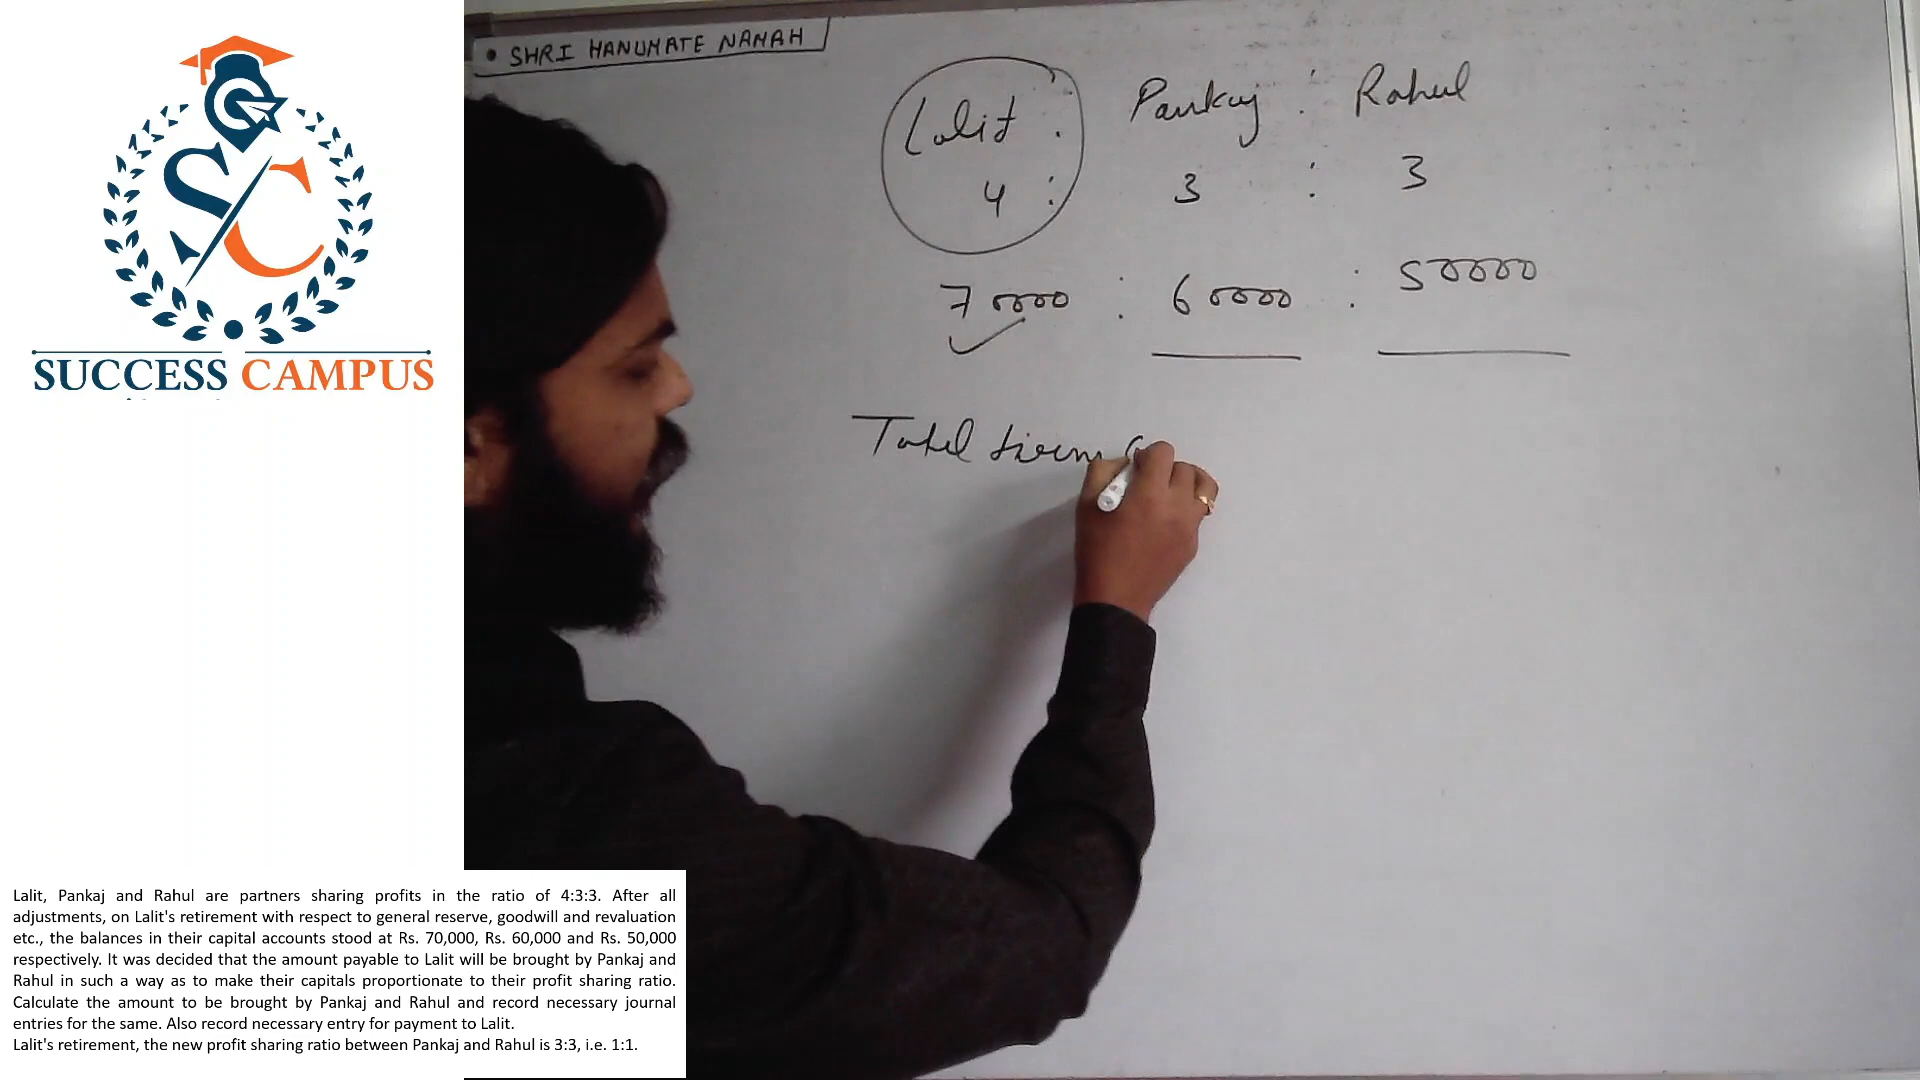 SUCCESS CAMPUS
• SHRI HANUMATE NAMAH
Lalit : Pankaj : Rahul
4 : 3 : 3
70000 : 60000 : 50000
Total
Lalit, Pankaj and Rahul are partners sharing profits in the ratio of 4:3:3. After all
adjustments, on Lalit's retirement with respect to general reserve, goodwill and revaluation
etc., the balances in their capital accounts stood at Rs. 70,000, Rs. 60,000 and Rs. 50,000
respectively. It was decided that the amount payable to Lalit will be brought by Pankaj and
Rahul in such a way as to make their capitals proportionate to their profit sharing ratio.
Calculate the amount to be brought by Pankaj and Rahul and record necessary journal
entries for the same. Also record necessary entry for payment to Lalit.
Lalit's retirement, the new profit sharing ratio between Pankaj and Rahul is 3:3, i.e. 1:1.